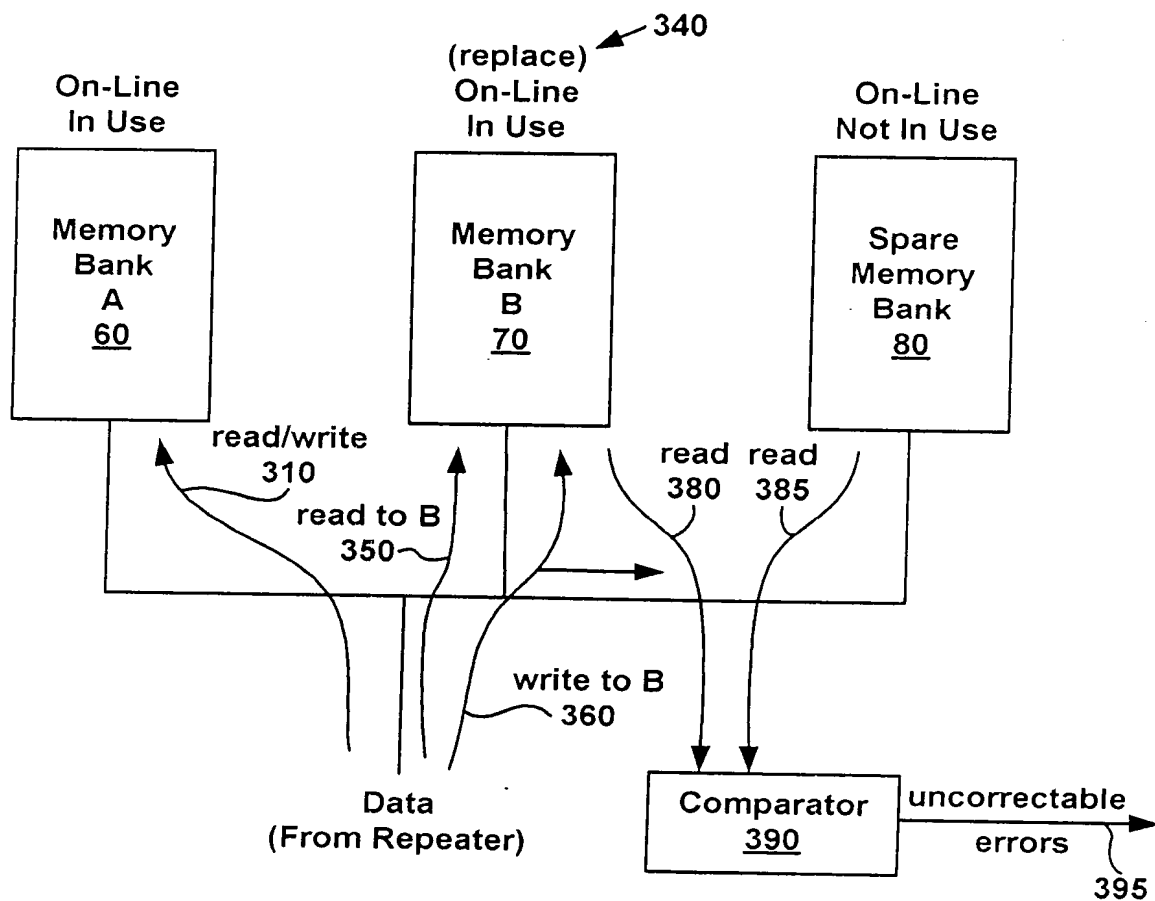 340
(replace)
On-Line
In Use
On-Line
In Use
On-Line
Not In Use
Memory
Bank
A
60
Memory
Bank
B
70
Spare
Memory
Bank
80
read/write
310
read to B
350
read
380
read
385
write to B
360
Data
(From Repeater)
Comparator
390
uncorrectable
errors
395